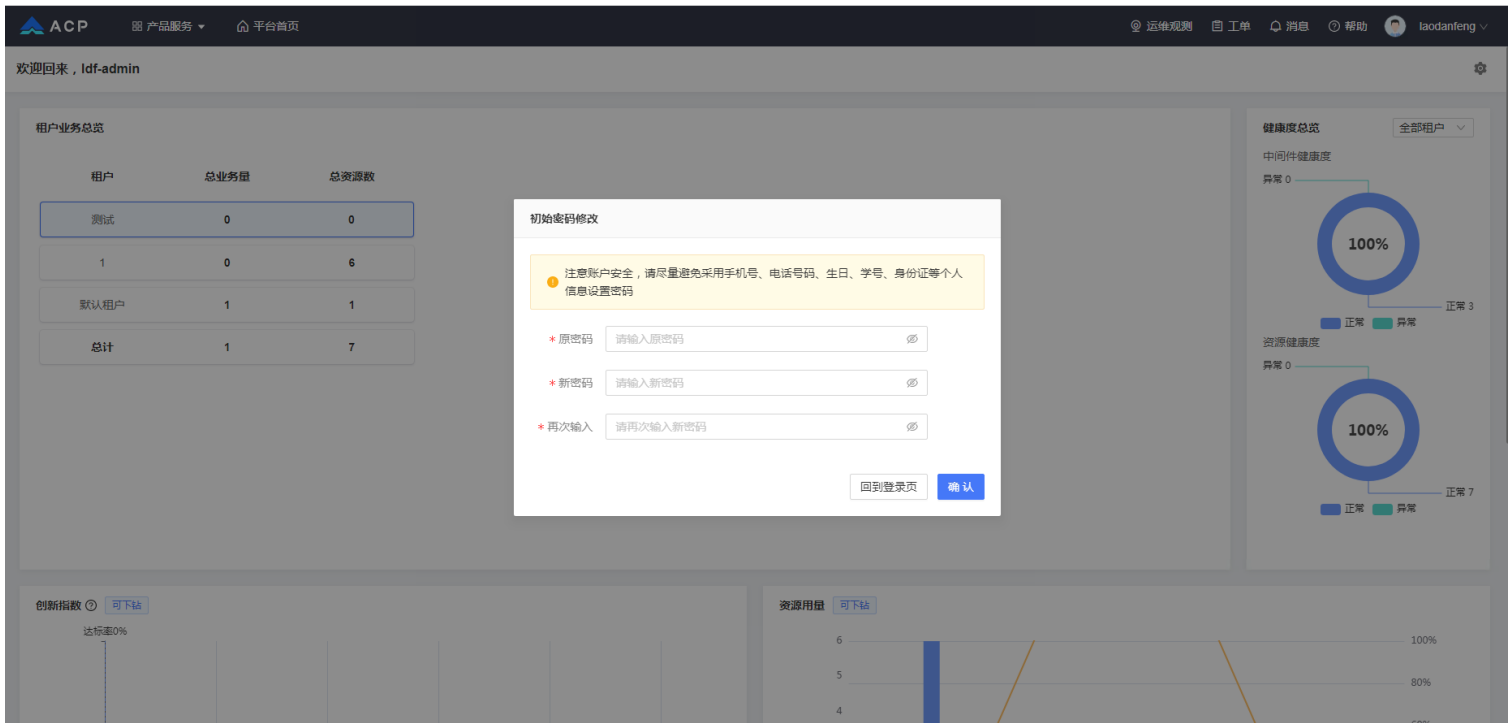 ACP 产品服务 平台首页 运维观测 工单 消息 帮助 laodanfeng
欢迎回来，ldf-admin
租户业务总览
租户 总业务量 总资源数
测试 0 0
1 0 6
默认租户 1 1
总计 1 7
健康度总览 全部租户
中间件健康度
异常 0
100%
正常 3
正常 异常
资源健康度
异常 0
100%
正常 7
正常 异常
初始密码修改
注意账户安全，请尽量避免采用手机号、电话号码、生日、学号、身份证等个人
信息设置密码
* 原密码 请输入原密码
* 新密码 请输入新密码
* 再次输入 请再次输入新密码
回到登录页 确 认
创新指数 可下钻
达标率0%
资源用量 可下钻
6 100%
5 80%
4